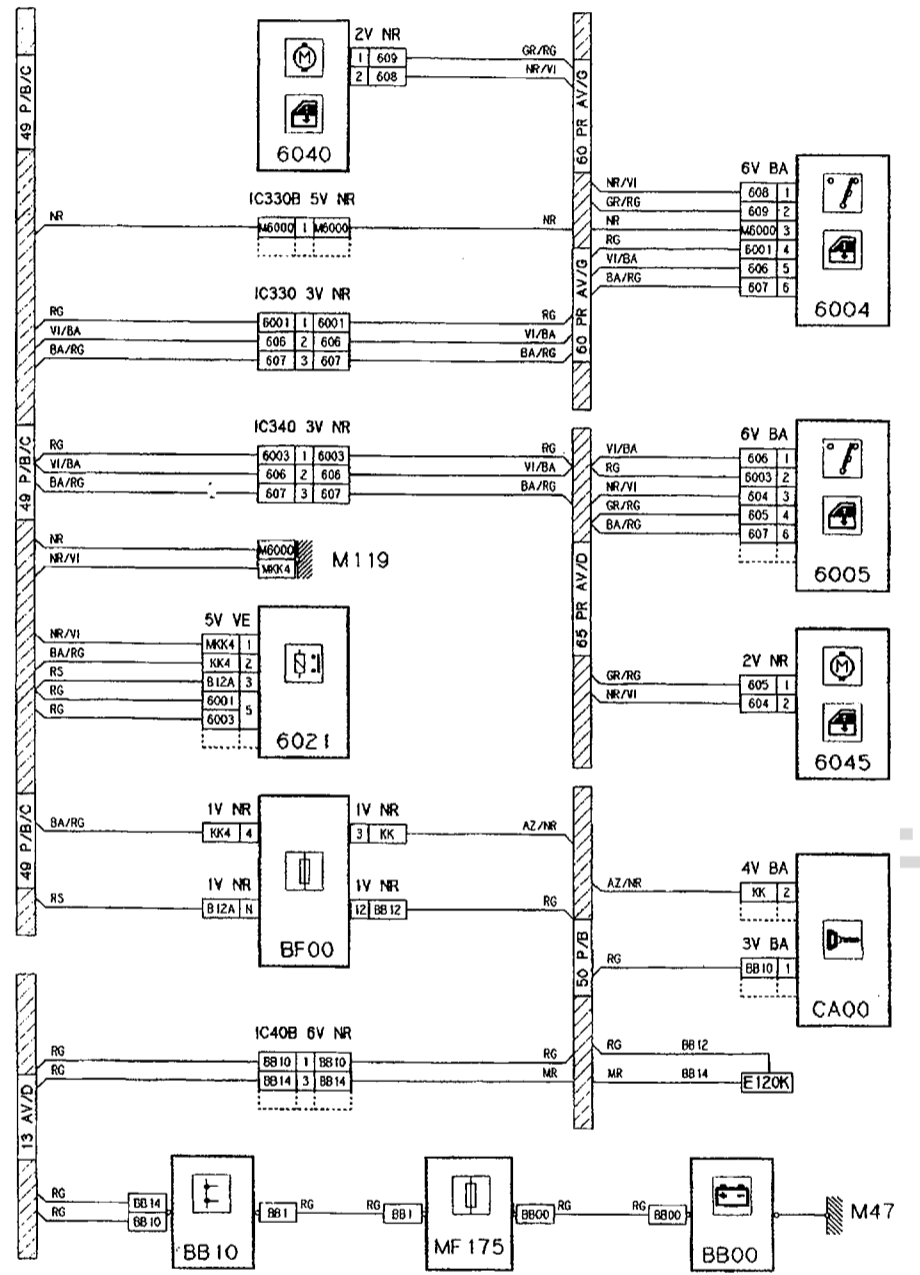 49 P/B/C
2V NR
1 609
2 608
6040
GR/RG
NR/VI
60 PR AV/G
6V BA
NR/VI 608 1
GR/RG 609 2
NR M6000 3
RG 6001 4
VI/BA 606 5
BA/RG 607 6
6004
IC330B 5V NR
NR M6000 1 M6000 NR
60 PR AV/G
IC330 3V NR
RG 6001 1 6001 RG
VI/BA 606 2 606 VI/BA
BA/RG 607 3 607 BA/RG
49 P/B/C
IC340 3V NR
RG 6003 1 6003 RG
VI/BA 606 2 606 VI/BA
BA/RG 607 3 607 BA/RG
6V BA
VI/BA 606 1
RG 6003 2
NR/VI 604 3
GR/RG 605 4
BA/RG 607 6
6005
NR M6000
NR/VI MKK4
M119
65 PR AV/D
5V VE
NR/VI MKK4 1
BA/RG KK4 2
RS B12A 3
RG 6001 5
RG 6003
6021
2V NR
GR/RG 605 1
NR/VI 604 2
6045
49 P/B/C
1V NR
BA/RG KK4 4
1V NR
3 KK AZ/NR
1V NR
RS B12A N
1V NR
12 BB12 RG
BF00
50 P/B
4V BA
AZ/NR KK 2
3V BA
RG BB10 1
CA00
13 AV/D
IC40B 6V NR
RG BB10 1 BB10 RG
RG BB14 3 BB14 MR
RG BB12
MR BB14
E120K
RG BB14
RG BB10
BB10
BB1 RG
RG BB1
MF175
BB00 RG
RG BB00
BB00
M47